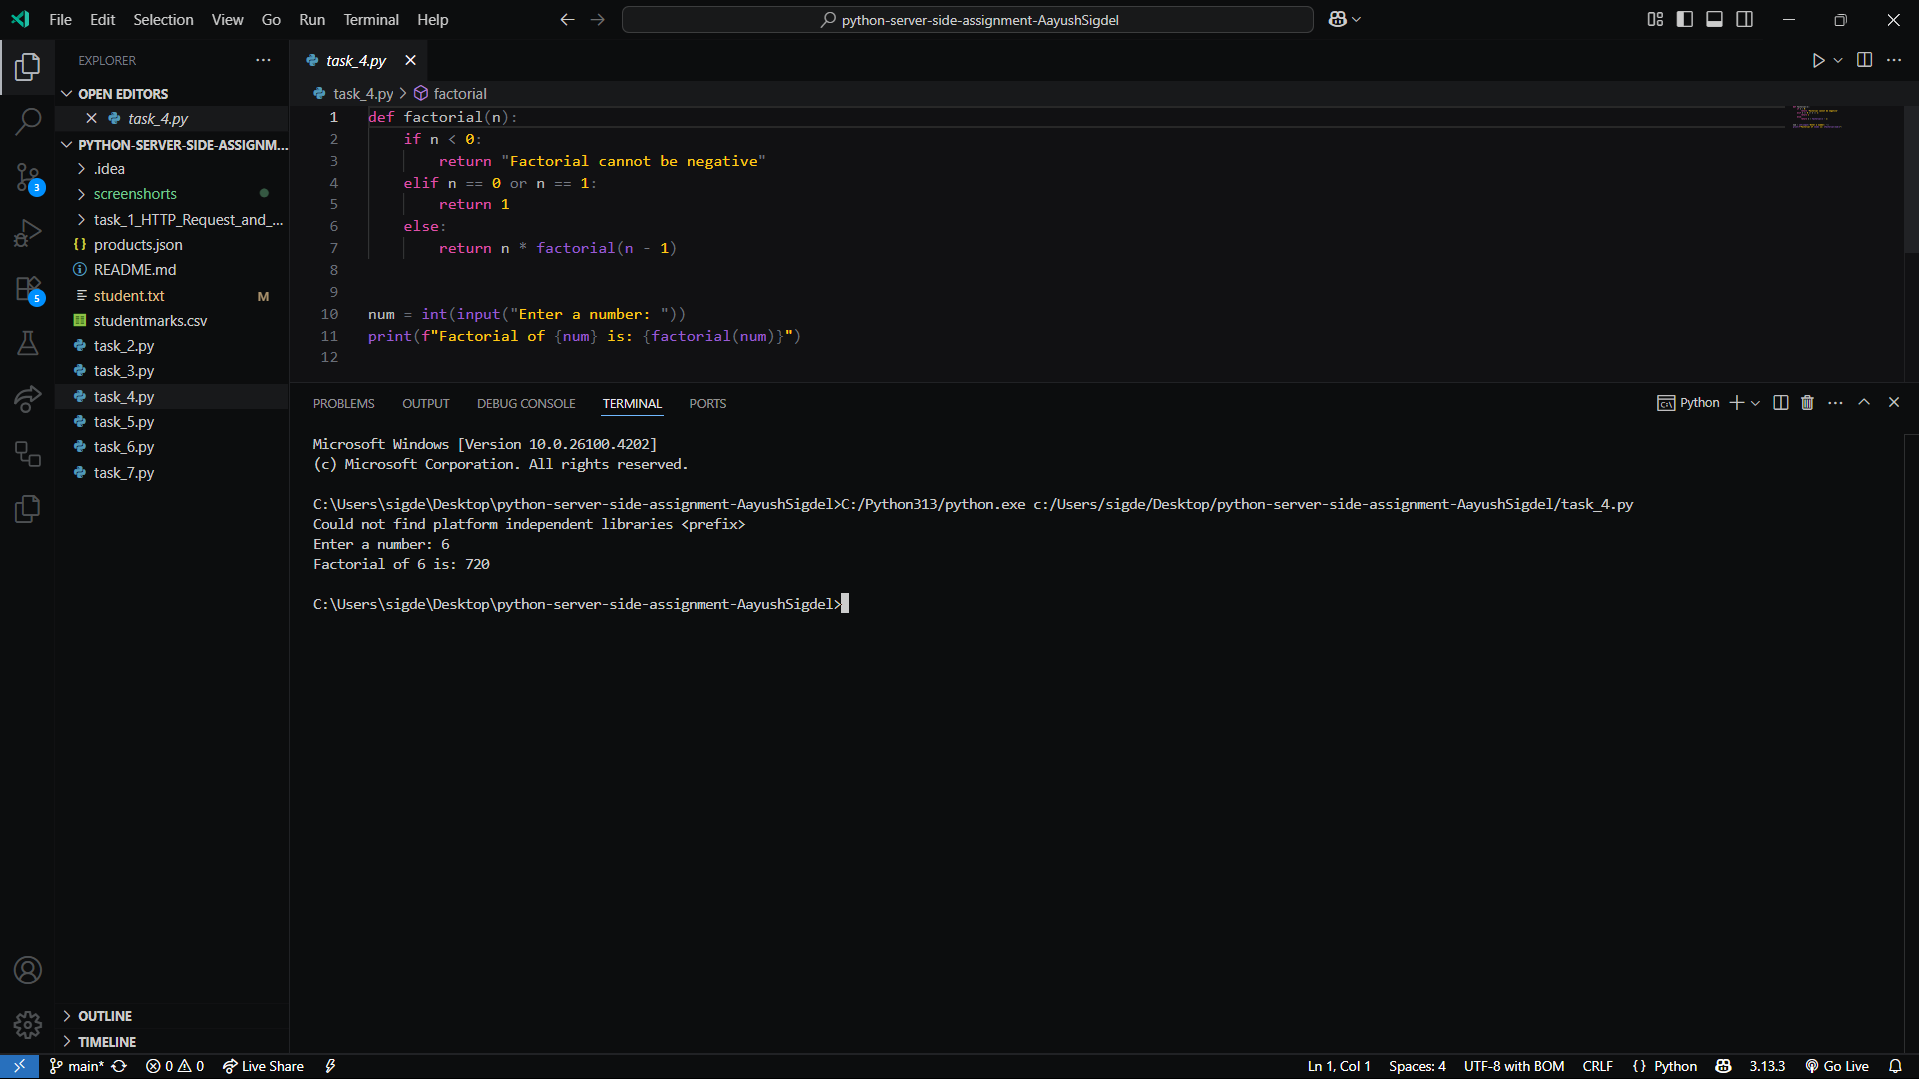 File Edit Selection View Go Run Terminal Help
python-server-side-assignment-AayushSigdel
EXPLORER
OPEN EDITORS
task_4.py
PYTHON-SERVER-SIDE-ASSIGNM...
.idea
screenshorts
task_1_HTTP_Request_and_...
products.json
README.md
student.txt M
studentmarks.csv
task_2.py
task_3.py
task_4.py
task_5.py
task_6.py
task_7.py
OUTLINE
TIMELINE
3
5
task_4.py
task_4.py > factorial
1 def factorial(n):
2     if n < 0:
3         return "Factorial cannot be negative"
4     elif n == 0 or n == 1:
5         return 1
6     else:
7         return n * factorial(n - 1)
8
9
10 num = int(input("Enter a number: "))
11 print(f"Factorial of {num} is: {factorial(num)}")
12
PROBLEMS OUTPUT DEBUG CONSOLE TERMINAL PORTS
Python
Microsoft Windows [Version 10.0.26100.4202]
(c) Microsoft Corporation. All rights reserved.
C:\Users\sigde\Desktop\python-server-side-assignment-AayushSigdel>C:/Python313/python.exe c:/Users/sigde/Desktop/python-server-side-assignment-AayushSigdel/task_4.py
Could not find platform independent libraries <prefix>
Enter a number: 6
Factorial of 6 is: 720
C:\Users\sigde\Desktop\python-server-side-assignment-AayushSigdel>
main* 0 0 Live Share
Ln 1, Col 1 Spaces: 4 UTF-8 with BOM CRLF {} Python 3.13.3 Go Live